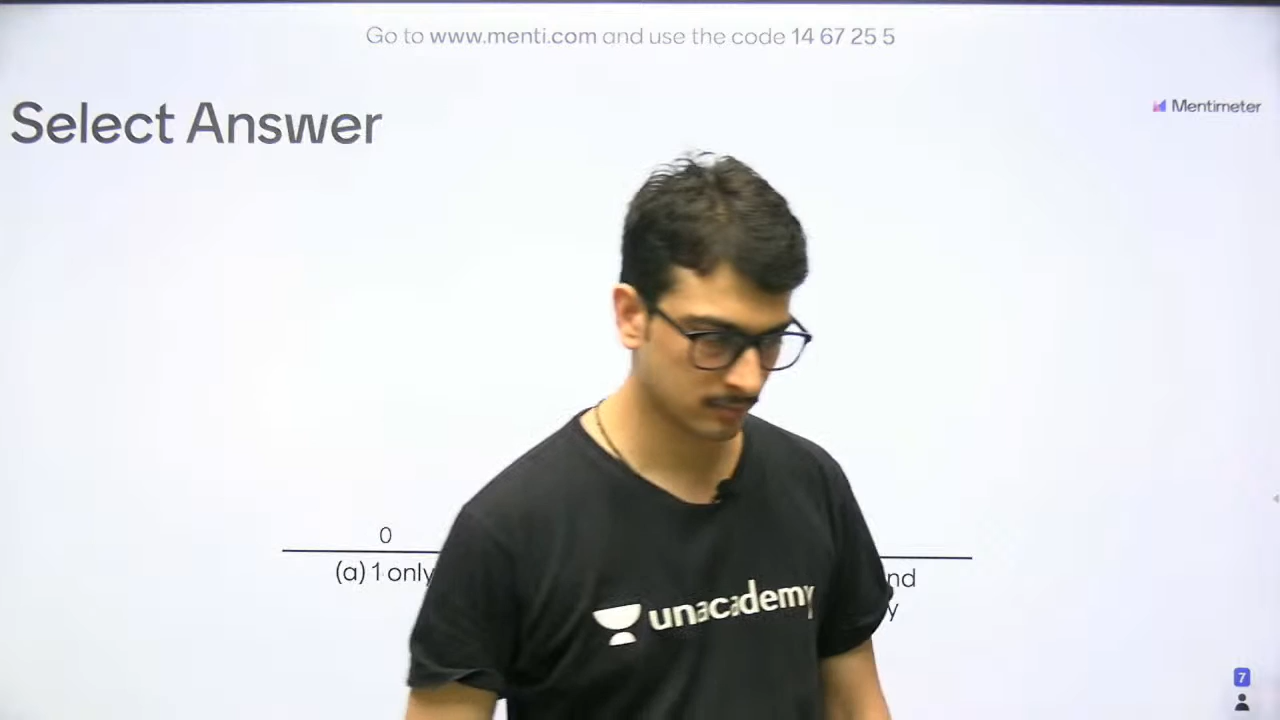 Go to www.menti.com and use the code 14 67 25 5
Select Answer
Mentimeter
0
(a) 1 only
unacademy
7